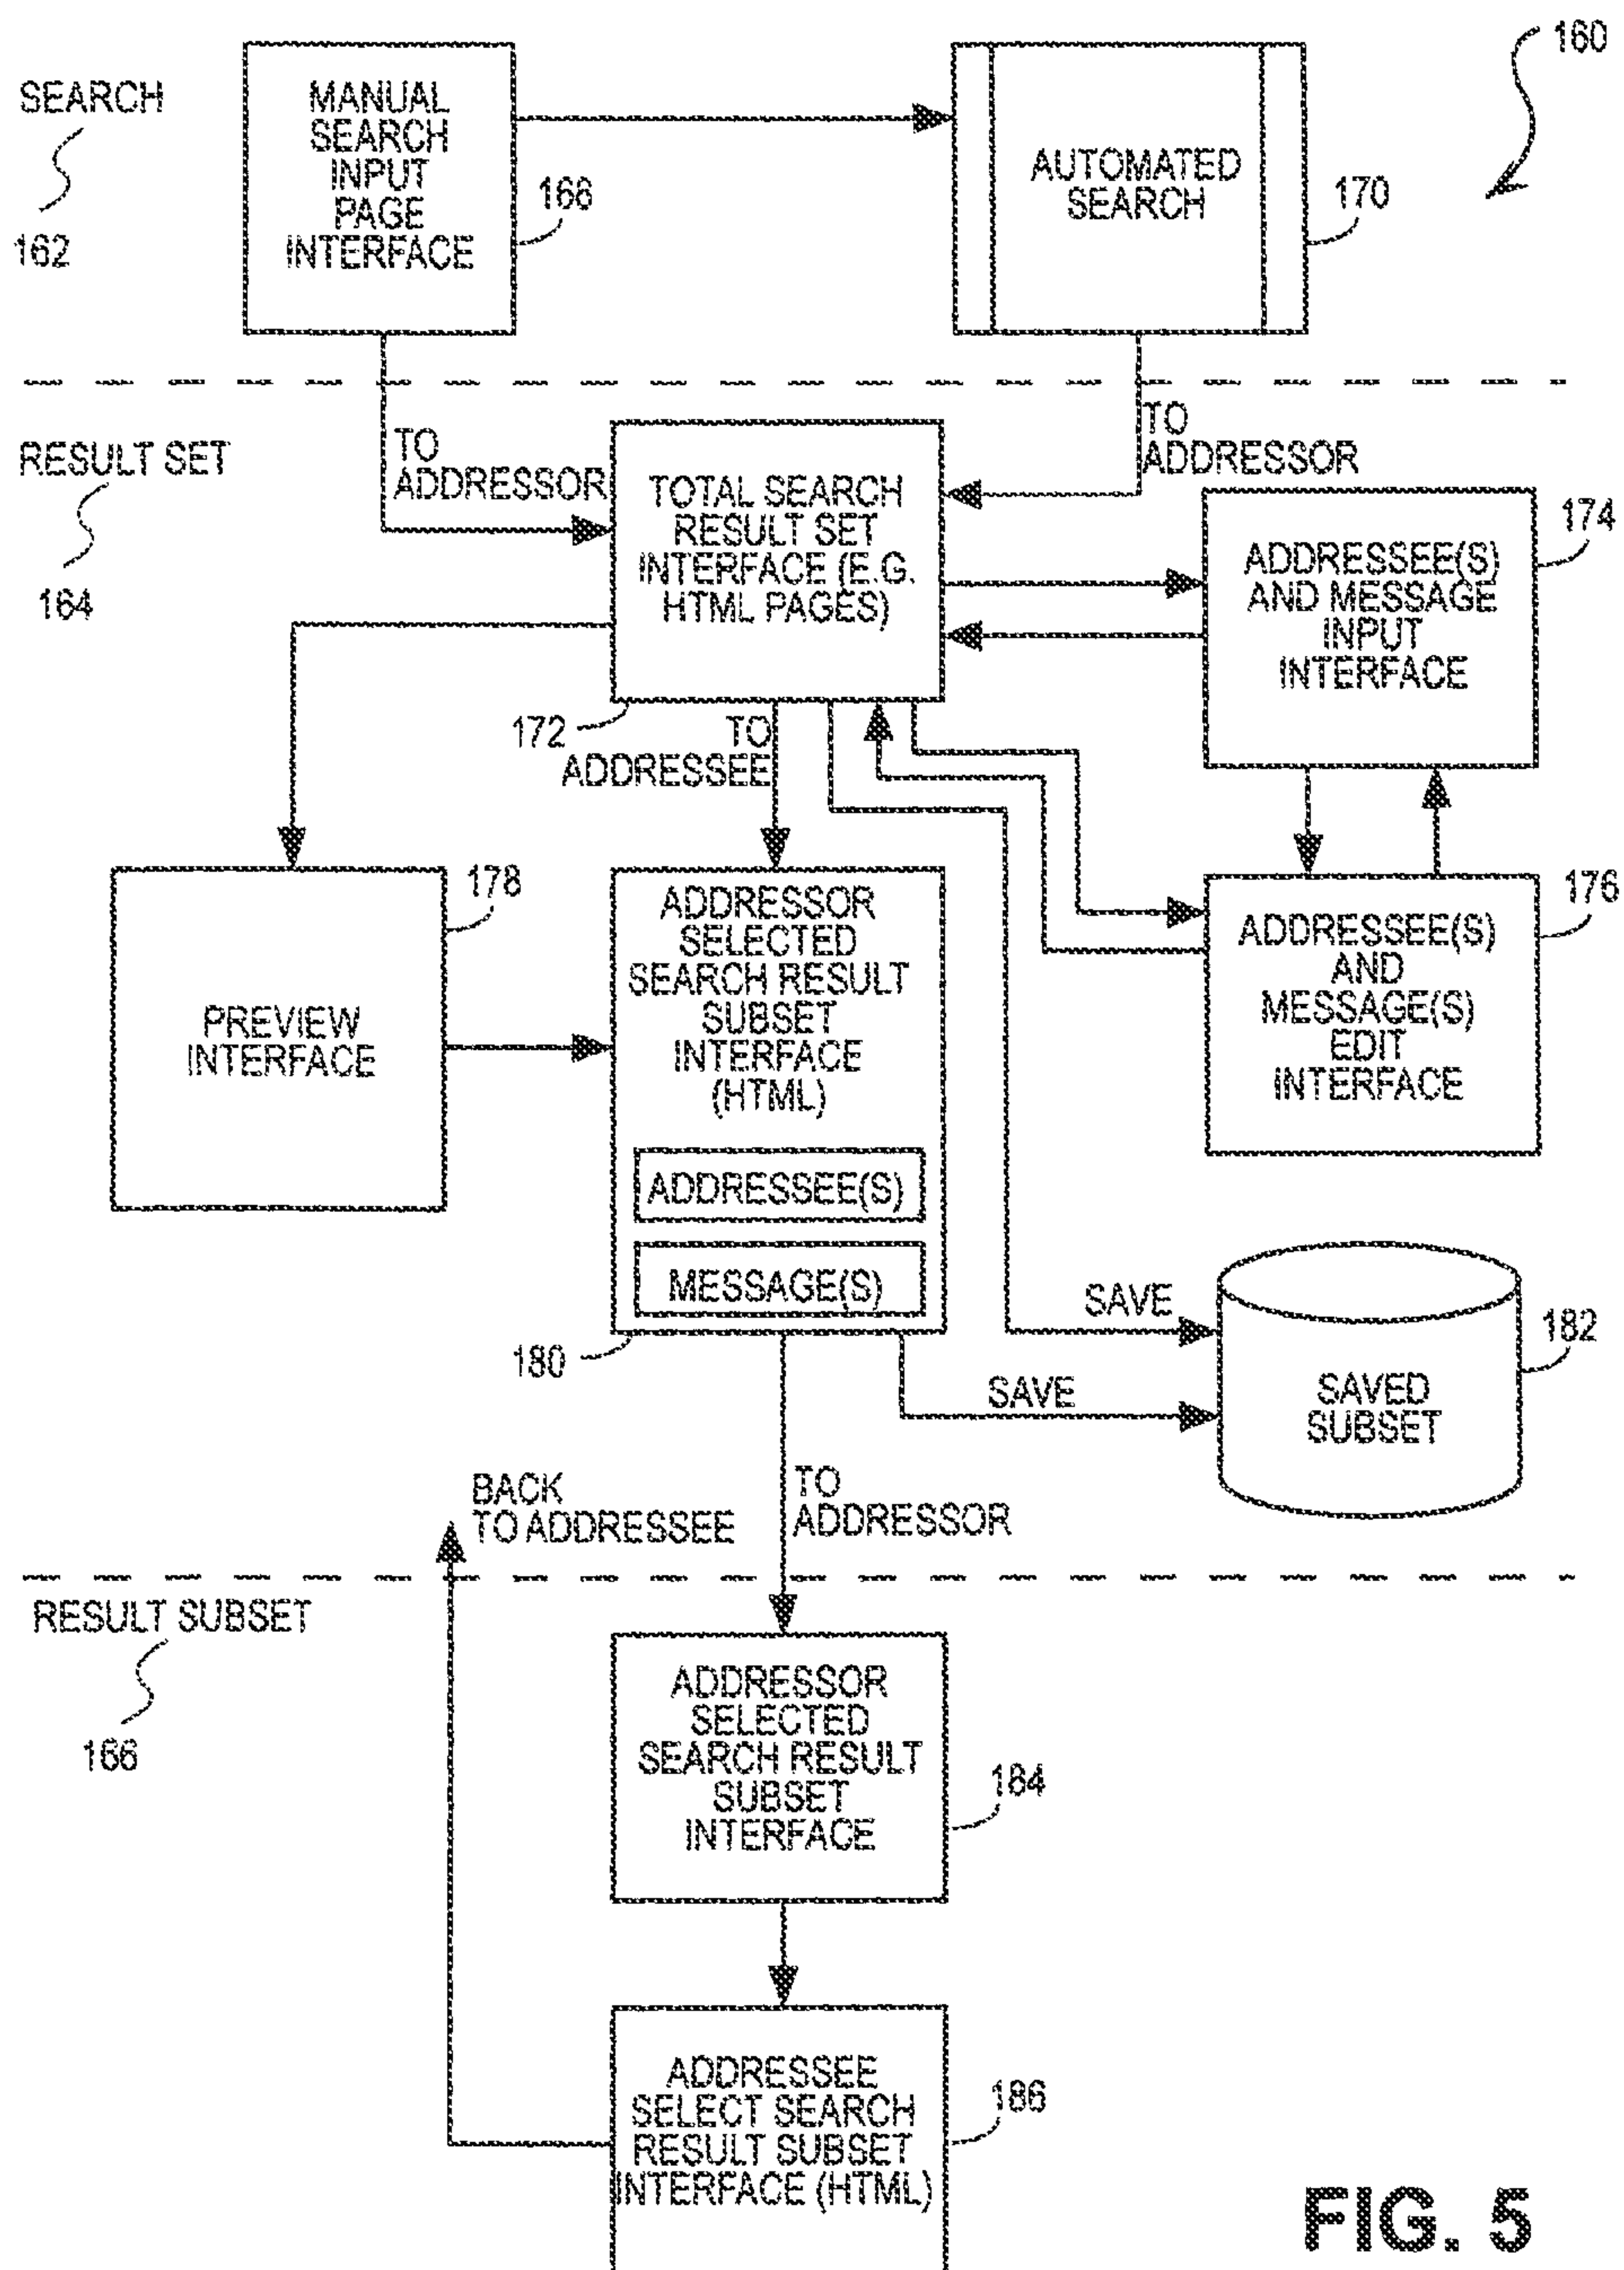 160
SEARCH
162
MANUAL
SEARCH
INPUT
PAGE
INTERFACE
168
AUTOMATED
SEARCH
170
RESULT SET
164
TO
ADDRESSOR
TOTAL SEARCH
RESULT SET
INTERFACE (E.G.
HTML PAGES)
172
TO
ADDRESSOR
ADDRESSEE(S)
AND MESSAGE
INPUT
INTERFACE
174
TO
ADDRESSEE
PREVIEW
INTERFACE
178
ADDRESSOR
SELECTED
SEARCH RESULT
SUBSET
INTERFACE
(HTML)
ADDRESSEE(S)
MESSAGE(S)
180
ADDRESSEE(S)
AND
MESSAGE(S)
EDIT
INTERFACE
176
SAVE
SAVE
SAVED
SUBSET
182
BACK
TO ADDRESSEE
TO
ADDRESSOR
RESULT SUBSET
166
ADDRESSOR
SELECTED
SEARCH RESULT
SUBSET
INTERFACE
184
ADDRESSEE
SELECT SEARCH
RESULT SUBSET
INTERFACE (HTML)
186
FIG. 5